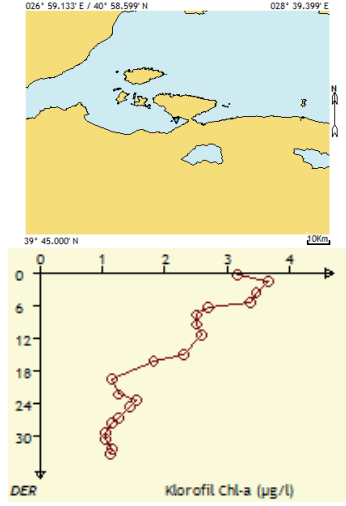 026° 59.133' E / 40° 58.599' N 028° 39.399' E
N
N
39° 45.000' N 10Km
0 1 2 3 4
0
6
12
18
24
30
DER Klorofil Chl-a (µg/l)